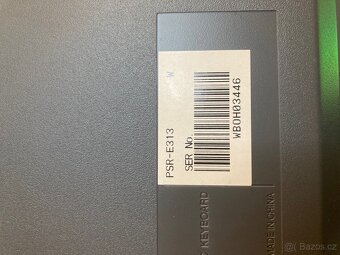 PSR-E313
W
SER No.
WBOH03446
KEYBOARD
MADE IN CHINA
Bazos.cz